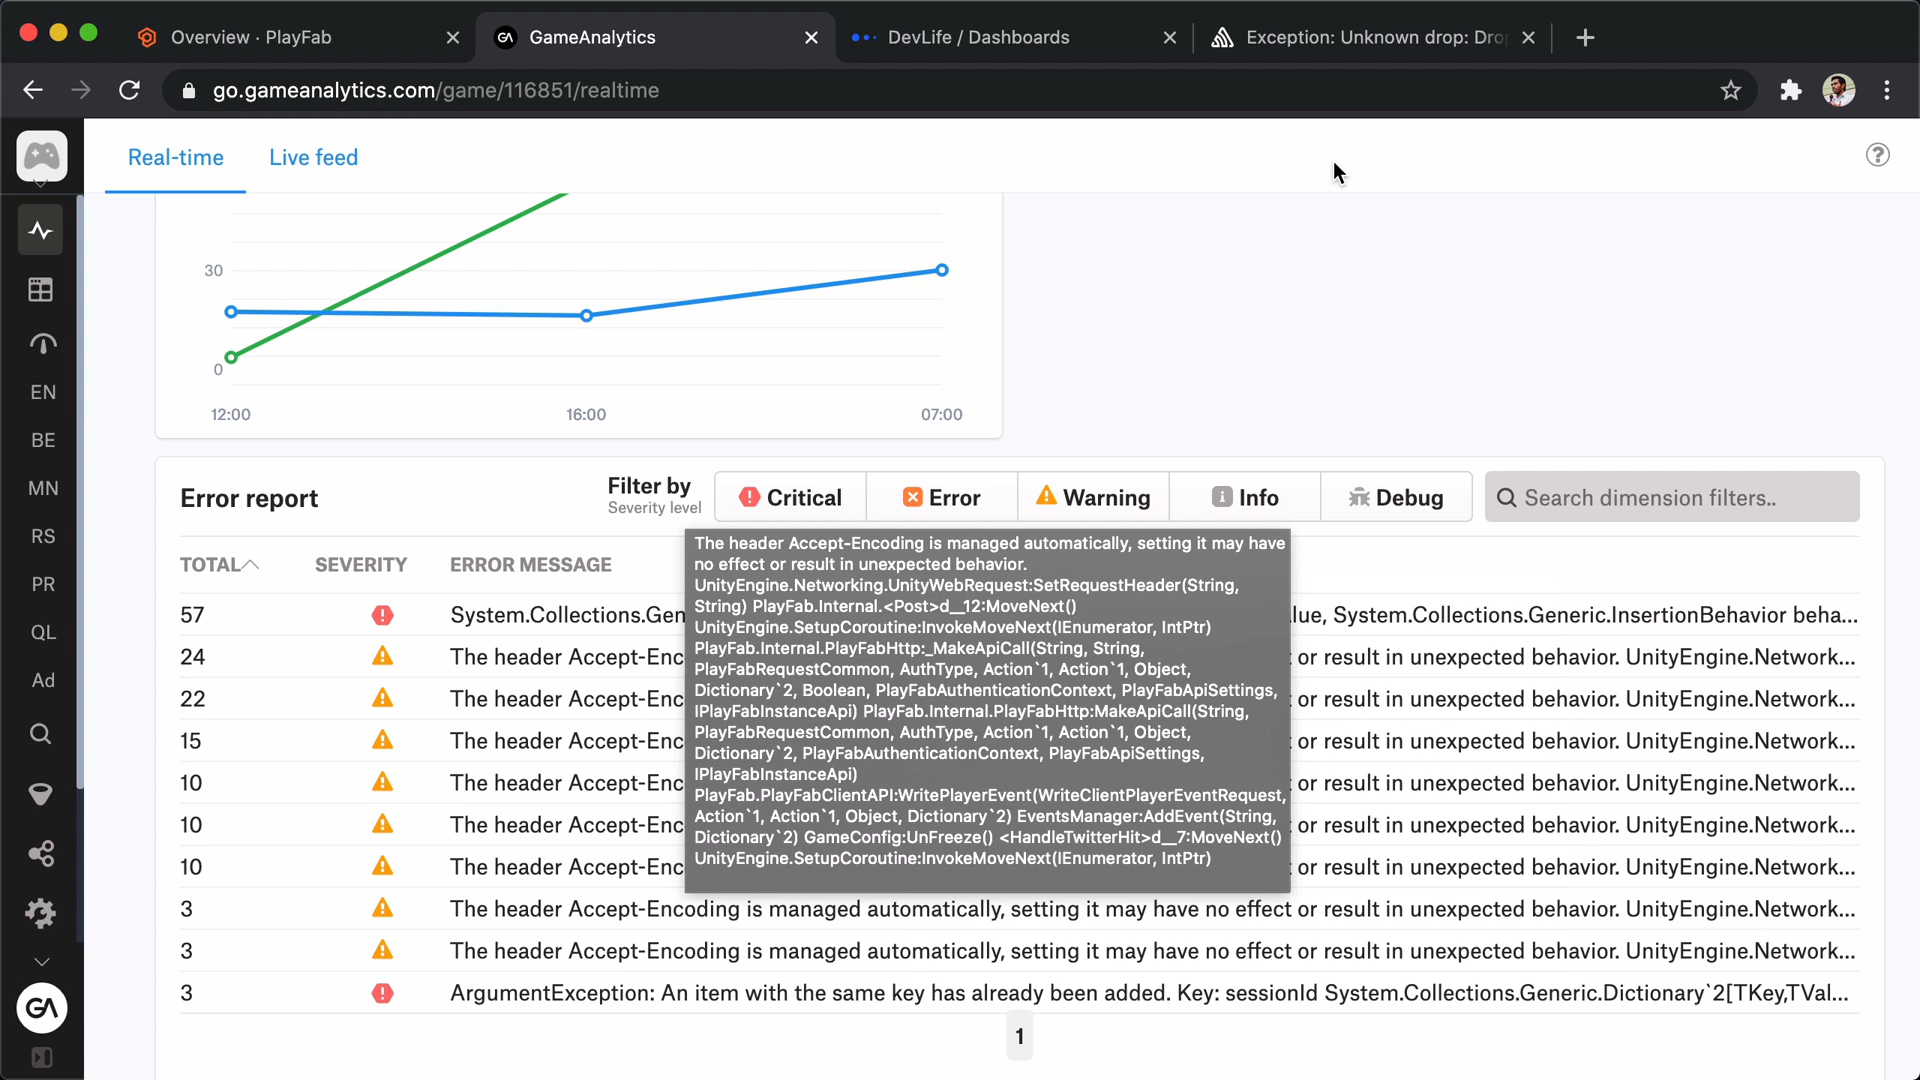 Overview · PlayFab
GameAnalytics
DevLife / Dashboards
Exception: Unknown drop: Dro
go.gameanalytics.com/game/116851/realtime
Real-time
Live feed
EN
BE
MN
RS
PR
QL
Ad
GA
30
0
12:00
16:00
07:00
Error report
Filter by
Severity level
Critical
Error
Warning
Info
Debug
Search dimension filters..
TOTAL
SEVERITY
ERROR MESSAGE
The header Accept-Encoding is managed automatically, setting it may have
no effect or result in unexpected behavior.
UnityEngine.Networking.UnityWebRequest:SetRequestHeader(String,
String) PlayFab.Internal.<Post>d__12:MoveNext()
UnityEngine.SetupCoroutine:InvokeMoveNext(IEnumerator, IntPtr)
PlayFab.Internal.PlayFabHttp:_MakeApiCall(String, String,
PlayFabRequestCommon, AuthType, Action`1, Action`1, Object,
Dictionary`2, Boolean, PlayFabAuthenticationContext, PlayFabApiSettings,
IPlayFabInstanceApi) PlayFab.Internal.PlayFabHttp:MakeApiCall(String,
PlayFabRequestCommon, AuthType, Action`1, Action`1, Object,
Dictionary`2, PlayFabAuthenticationContext, PlayFabApiSettings,
IPlayFabInstanceApi)
PlayFab.PlayFabClientAPI:WritePlayerEvent(WriteClientPlayerEventRequest,
Action`1, Action`1, Object, Dictionary`2) EventsManager:AddEvent(String,
Dictionary`2) GameConfig:UnFreeze() <HandleTwitterHit>d__7:MoveNext()
UnityEngine.SetupCoroutine:InvokeMoveNext(IEnumerator, IntPtr)
57 System.Collections.Gen lue, System.Collections.Generic.InsertionBehavior beha...
24 The header Accept-Enc or result in unexpected behavior. UnityEngine.Network...
22 The header Accept-Enc or result in unexpected behavior. UnityEngine.Network...
15 The header Accept-Enc or result in unexpected behavior. UnityEngine.Network...
10 The header Accept-Enc or result in unexpected behavior. UnityEngine.Network...
10 The header Accept-Enc or result in unexpected behavior. UnityEngine.Network...
10 The header Accept-Enc or result in unexpected behavior. UnityEngine.Network...
3 The header Accept-Encoding is managed automatically, setting it may have no effect or result in unexpected behavior. UnityEngine.Network...
3 The header Accept-Encoding is managed automatically, setting it may have no effect or result in unexpected behavior. UnityEngine.Network...
3 ArgumentException: An item with the same key has already been added. Key: sessionId System.Collections.Generic.Dictionary`2[TKey,TVal...
1